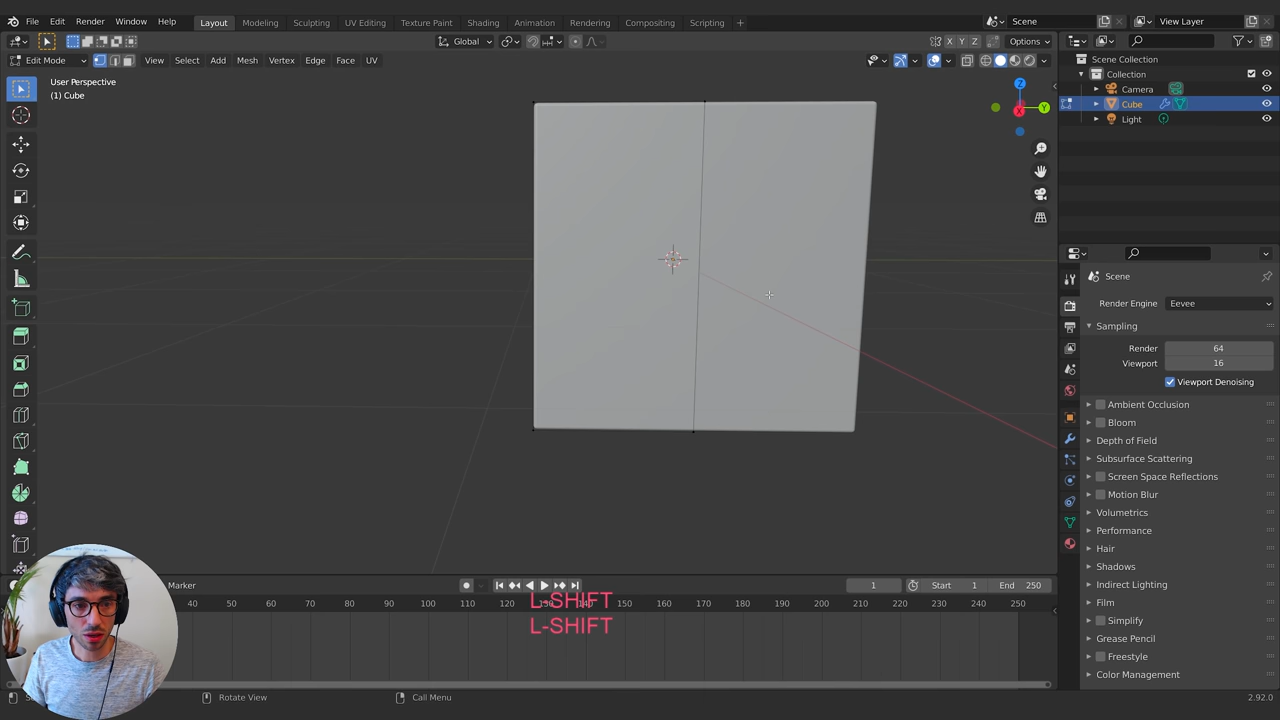 File Edit Render Window Help
Layout Modeling Sculpting UV Editing Texture Paint Shading Animation Rendering Compositing Scripting +
Scene
View Layer
Global
X Y Z
Options
Edit Mode
View Select Add Mesh Vertex Edge Face UV
User Perspective
(1) Cube
Z
Y
X
Scene Collection
Collection
Camera
Cube
Light
Scene
Render Engine Eevee
Sampling
Render 64
Viewport 16
Viewport Denoising
Ambient Occlusion
Bloom
Depth of Field
Subsurface Scattering
Screen Space Reflections
Motion Blur
Volumetrics
Performance
Hair
Shadows
Indirect Lighting
Film
Simplify
Grease Pencil
Freestyle
Color Management
Marker
1
Start 1
End 250
40 50 60 70 80 90 100 110 120 130 140 150 160 170 180 190 200 210 220 230 240 250
L-SHIFT
L-SHIFT
Rotate View
Call Menu
2.92.0